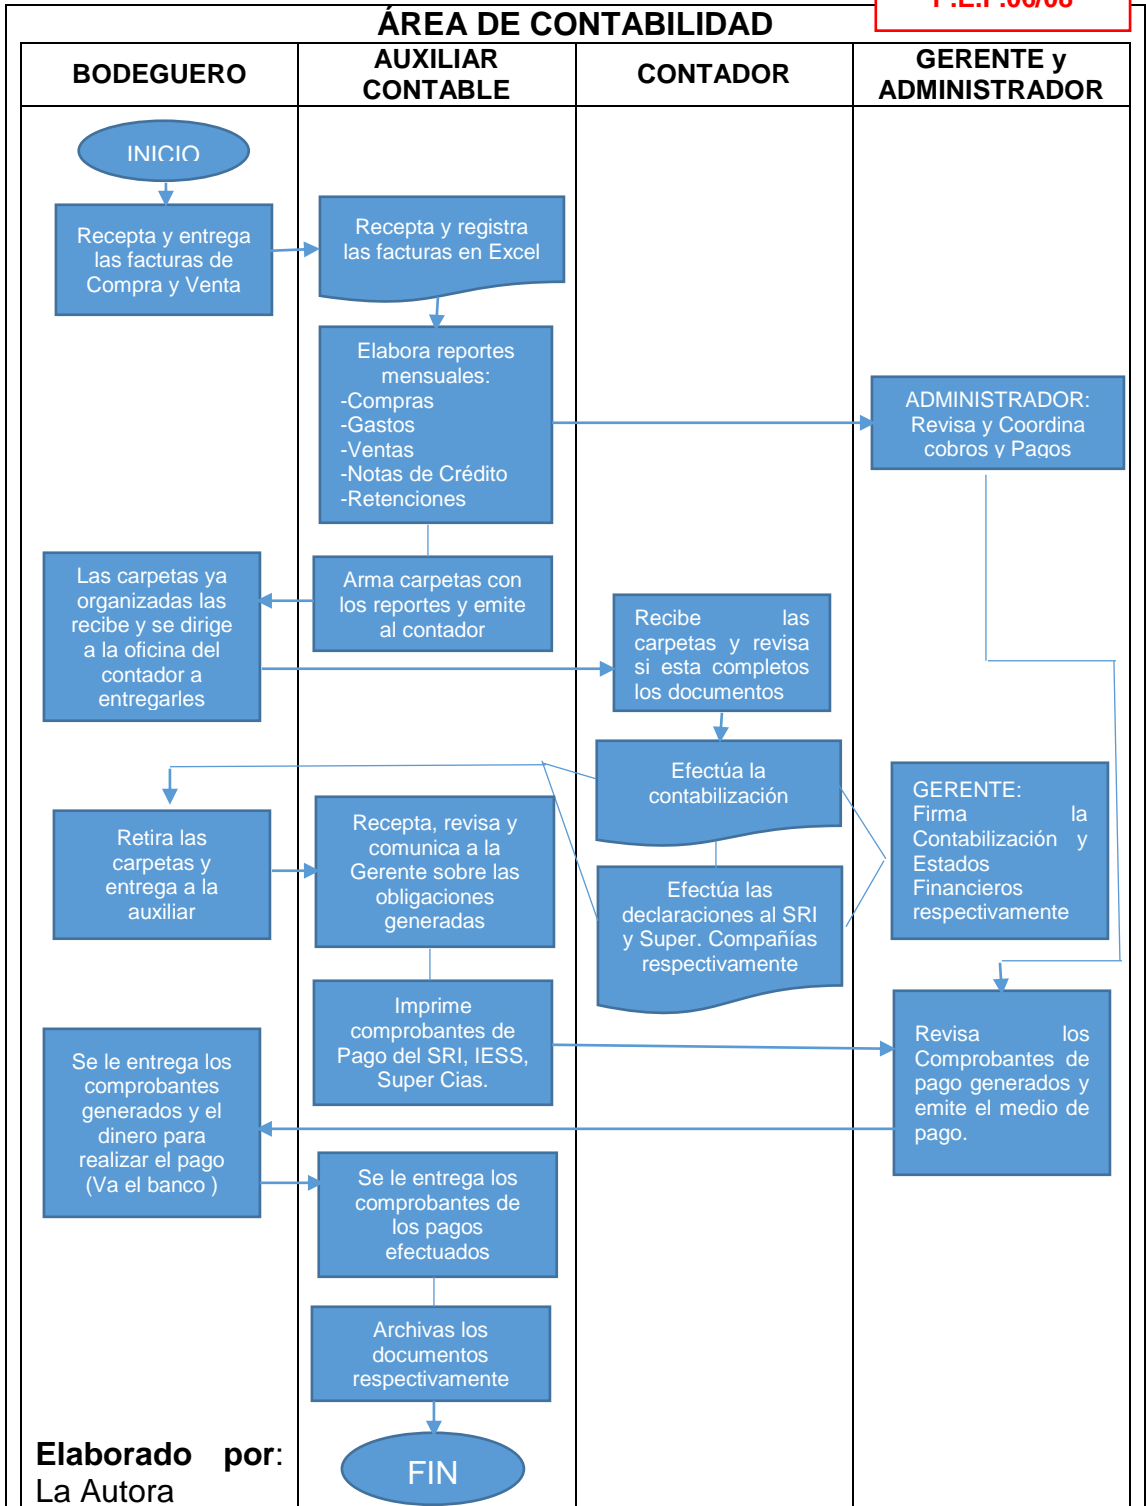 P.E.P.06/08
ÁREA DE CONTABILIDAD
BODEGUERO
AUXILIAR
CONTABLE
CONTADOR
GERENTE y
ADMINISTRADOR
INICIO
Recepta y entrega
las facturas de
Compra y Venta
Recepta y registra
las facturas en Excel
Elabora reportes
mensuales:
-Compras
-Gastos
-Ventas
-Notas de Crédito
-Retenciones
ADMINISTRADOR:
Revisa y Coordina
cobros y Pagos
Arma carpetas con
los reportes y emite
al contador
Las carpetas ya
organizadas las
recibe y se dirige
a la oficina del
contador a
entregarles
Recibe las
carpetas y revisa
si esta completos
los documentos
Efectúa la
contabilización
GERENTE:
Firma la
Contabilización y
Estados
Financieros
respectivamente
Efectúa las
declaraciones al SRI
y Super. Compañías
respectivamente
Retira las
carpetas y
entrega a la
auxiliar
Recepta, revisa y
comunica a la
Gerente sobre las
obligaciones
generadas
Imprime
comprobantes de
Pago del SRI, IESS,
Super Cias.
Revisa los
Comprobantes de
pago generados y
emite el medio de
pago.
Se le entrega los
comprobantes
generados y el
dinero para
realizar el pago
(Va el banco )
Se le entrega los
comprobantes de
los pagos
efectuados
Archivas los
documentos
respectivamente
FIN
Elaborado por:
La Autora